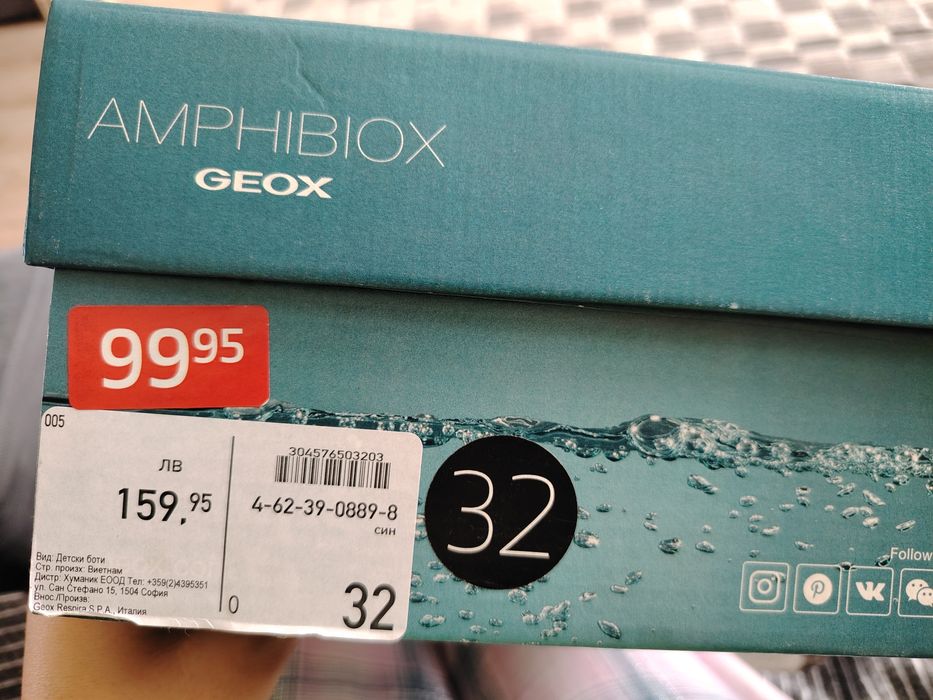 AMPHIBIOX
GEOX
9995
005
лв
159,95
304576503203
4-62-39-0889-8
син
Вид: Детски боти
Стр. произх: Виетнам
Дистр: Хуманик ЕООД Тел: +359(2)4395351
ул. Сан Стефано 15, 1504 София
Внос./Произв:
Geox Respira S.P.A., Италия
0
32
32
Follow